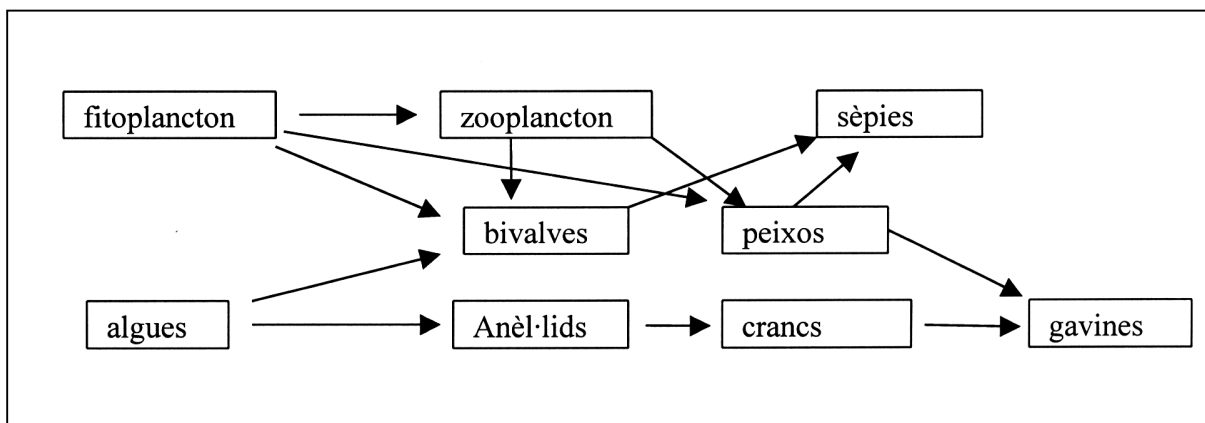 fitoplancton
zooplancton
sèpies
bivalves
peixos
algues
Anèl·lids
crancs
gavines